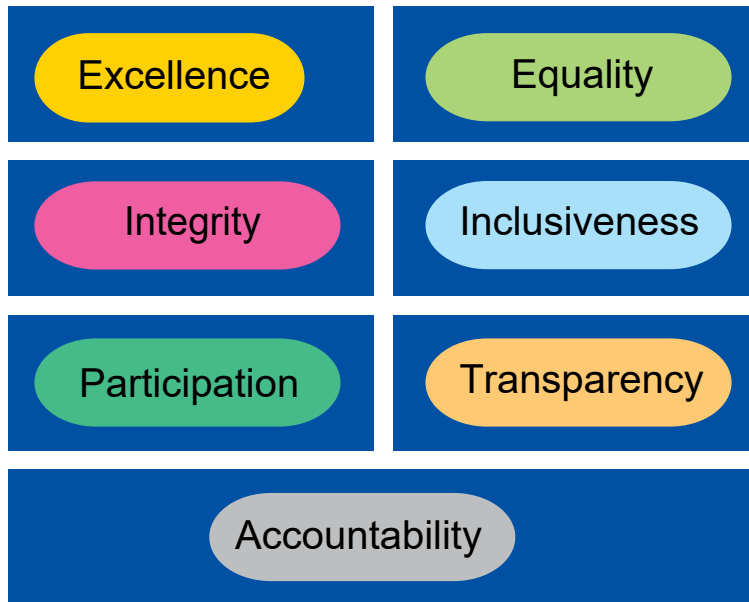 Excellence
Equality
Integrity
Inclusiveness
Participation
Transparency
Accountability